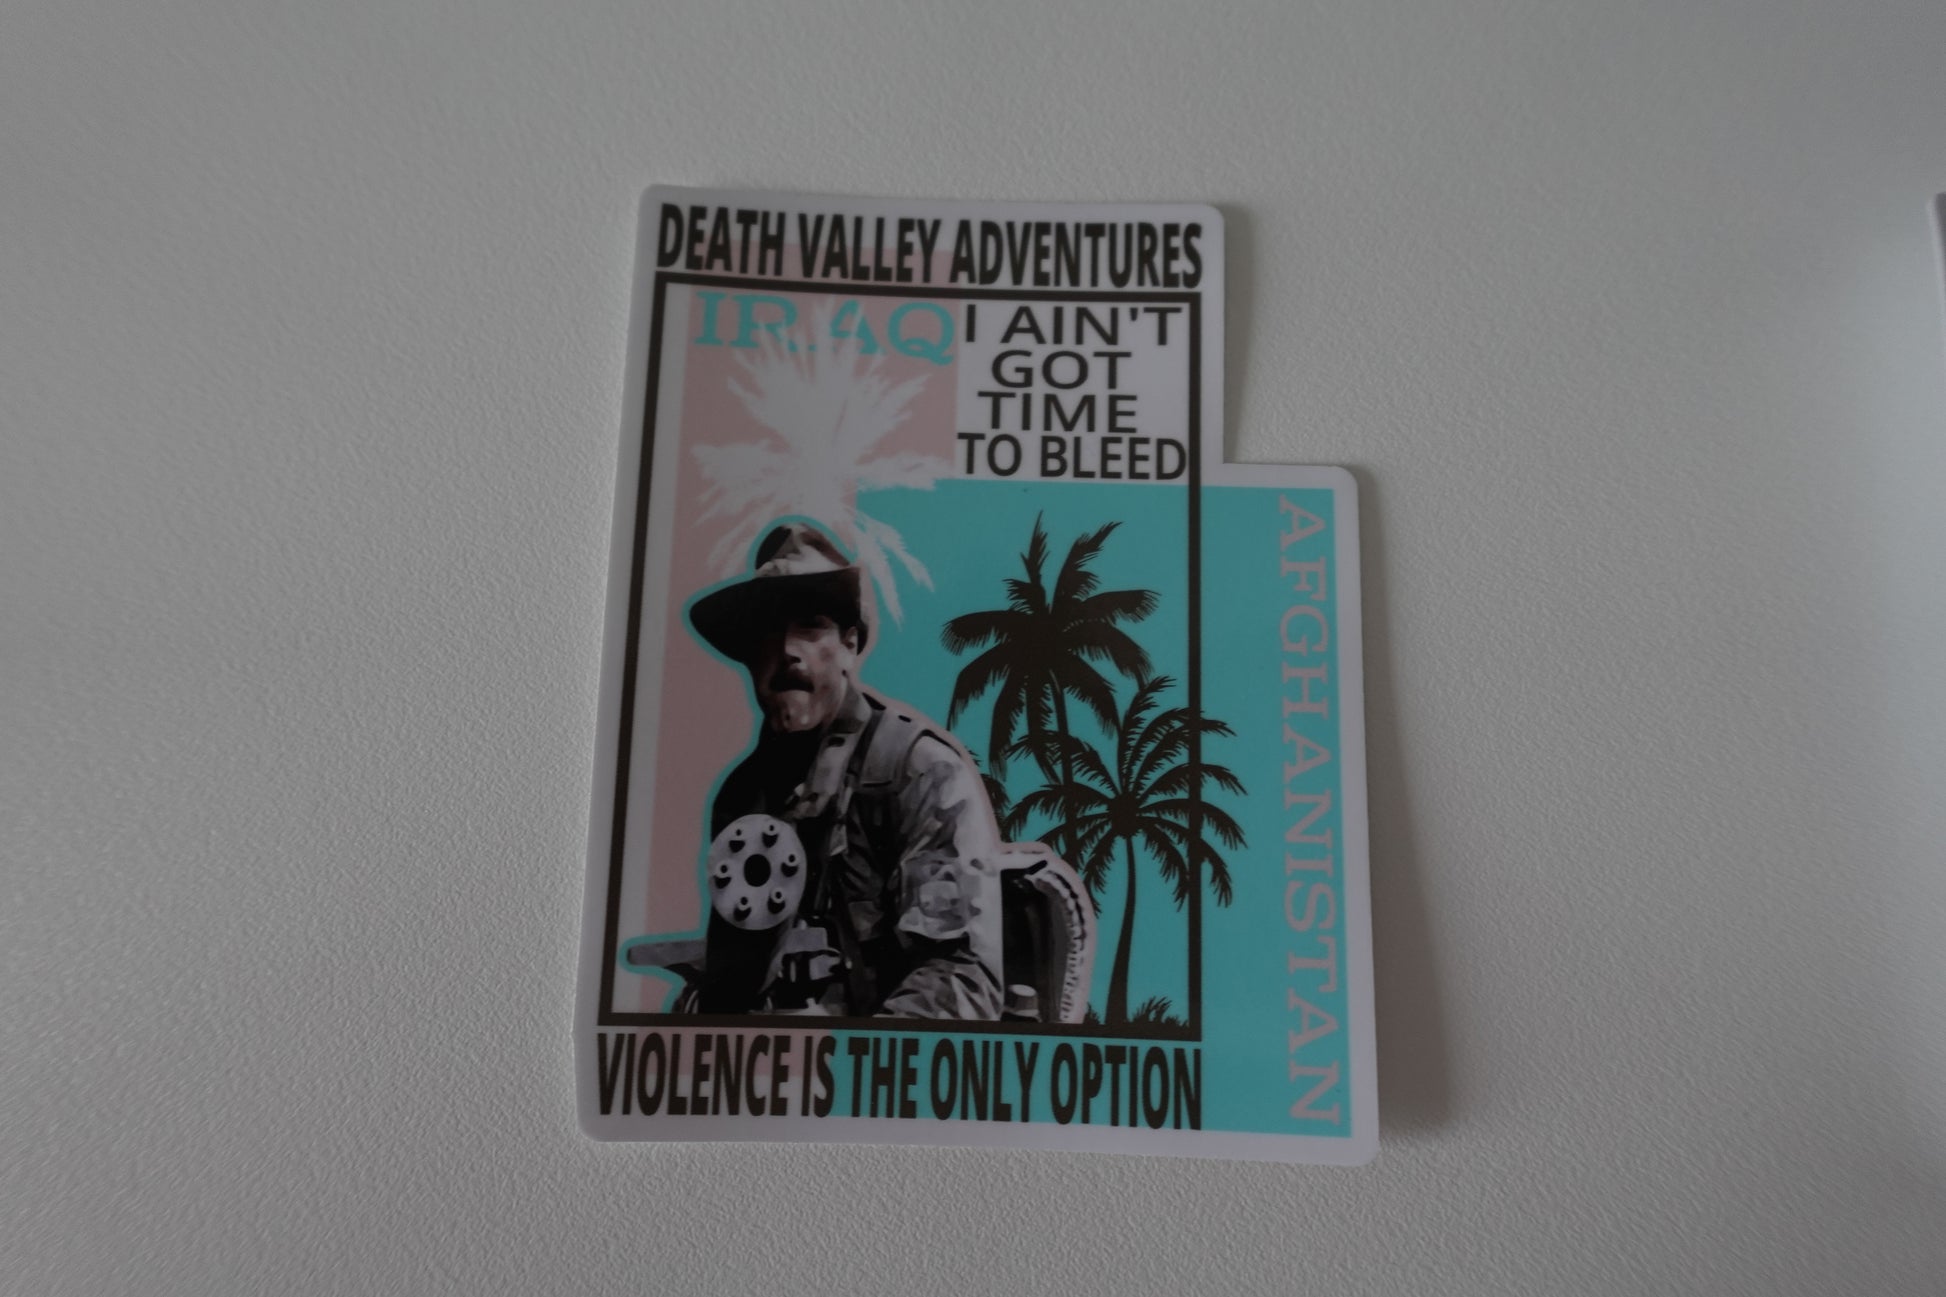 DEATH VALLEY ADVENTURES
IRAQ
I AIN'T
GOT
TIME
TO BLEED
AFGHANISTAN
VIOLENCE IS THE ONLY OPTION